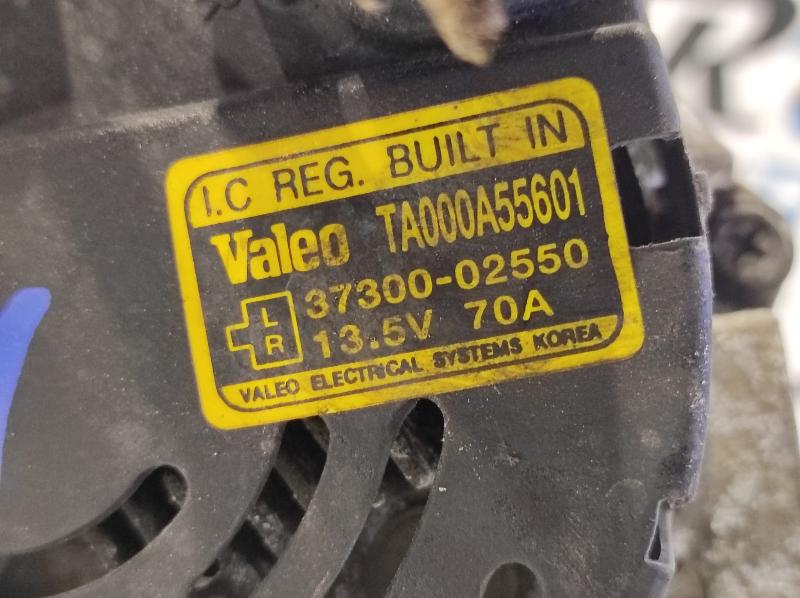 I.C REG. BUILT IN
Valeo TA000A55601
L 37300-02550
R 13.5V 70A
VALEO ELECTRICAL SYSTEMS KOREA